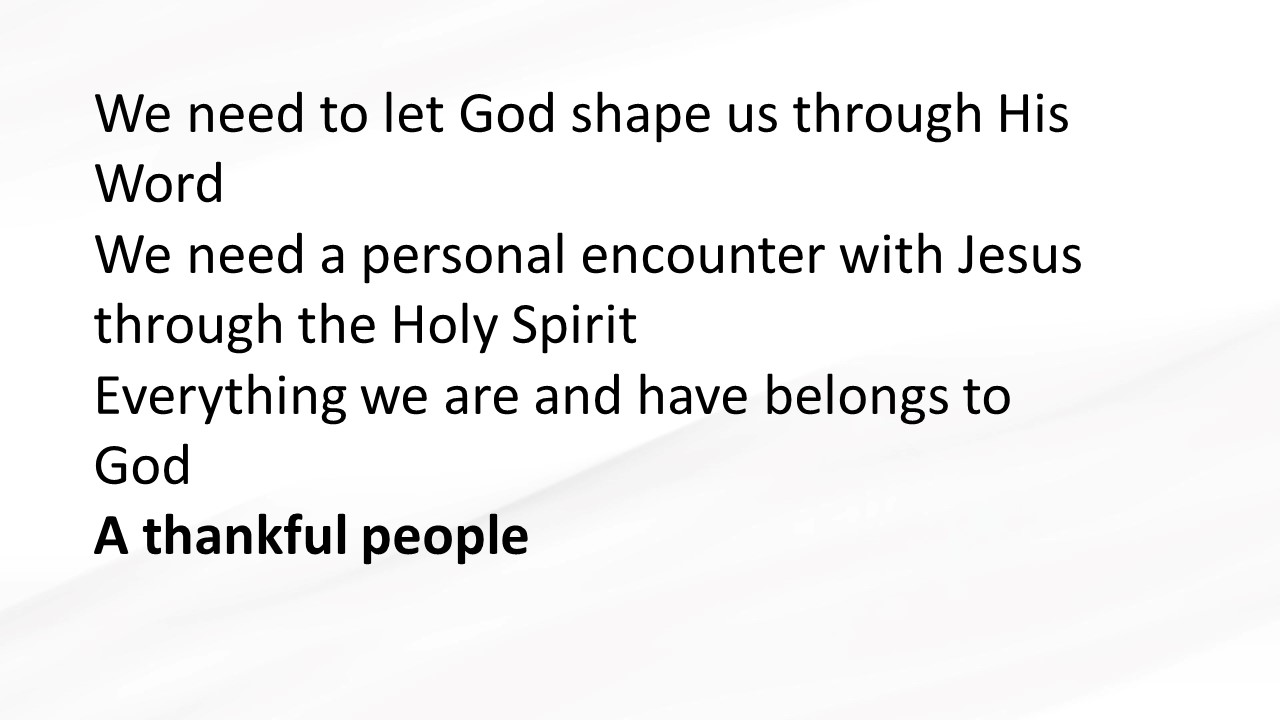 We need to let God shape us through His
Word
We need a personal encounter with Jesus
through the Holy Spirit
Everything we are and have belongs to
God
A thankful people